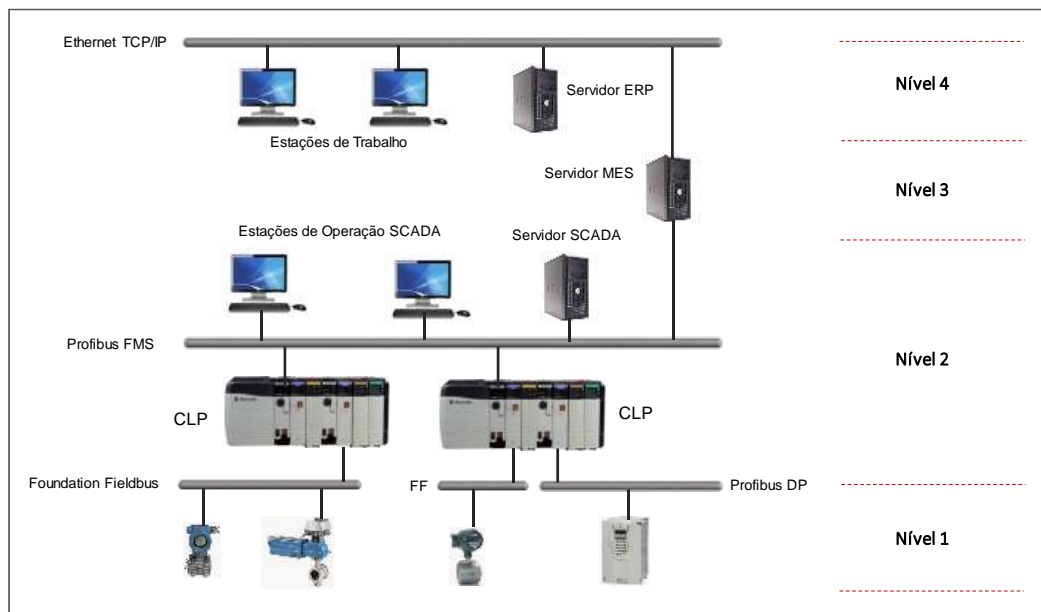 Ethernet TCP/IP
Servidor ERP
Nível 4
Estações de Trabalho
Servidor MES
Nível 3
Estações de Operação SCADA
Servidor SCADA
Profibus FMS
Nível 2
CLP
CLP
Foundation Fieldbus
FF
Profibus DP
Nível 1